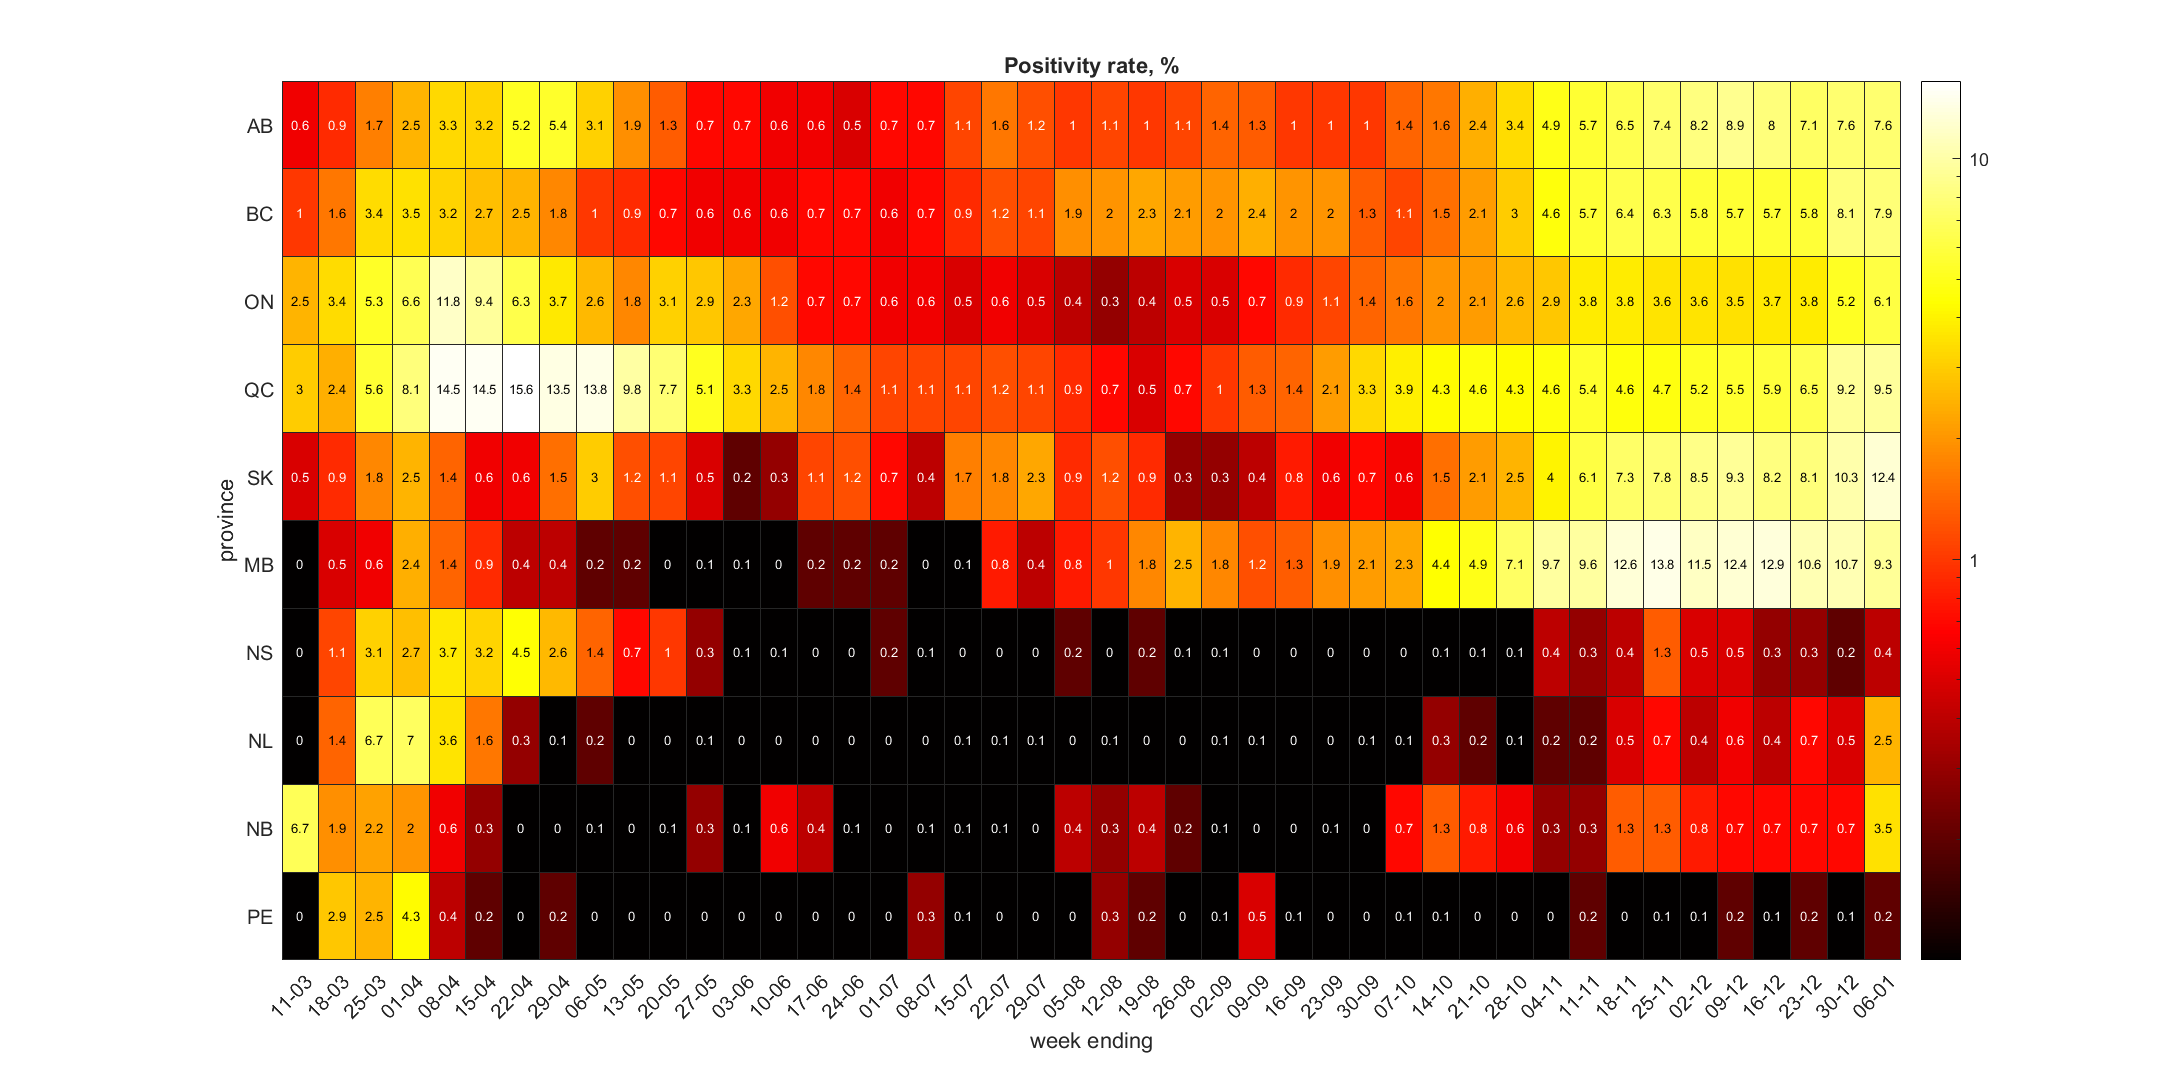 Positivity rate, %
AB 0.6 0.9 1.7 2.5 3.3 3.2 5.2 5.4 3.1 1.9 1.3 0.7 0.7 0.6 0.6 0.5 0.7 0.7 1.1 1.6 1.2 1 1.1 1 1.1 1.4 1.3 1 1 1 1.4 1.6 2.4 3.4 4.9 5.7 6.5 7.4 8.2 8.9 8 7.1 7.6 7.6
10
BC 1 1.6 3.4 3.5 3.2 2.7 2.5 1.8 1 0.9 0.7 0.6 0.6 0.6 0.7 0.7 0.6 0.7 0.9 1.2 1.1 1.9 2 2.3 2.1 2 2.4 2 2 1.3 1.1 1.5 2.1 3 4.6 5.7 6.4 6.3 5.8 5.7 5.7 5.8 8.1 7.9
ON 2.5 3.4 5.3 6.6 11.8 9.4 6.3 3.7 2.6 1.8 3.1 2.9 2.3 1.2 0.7 0.7 0.6 0.6 0.5 0.6 0.5 0.4 0.3 0.4 0.5 0.5 0.7 0.9 1.1 1.4 1.6 2 2.1 2.6 2.9 3.8 3.8 3.6 3.6 3.5 3.7 3.8 5.2 6.1
QC 3 2.4 5.6 8.1 14.5 14.5 15.6 13.5 13.8 9.8 7.7 5.1 3.3 2.5 1.8 1.4 1.1 1.1 1.1 1.2 1.1 0.9 0.7 0.5 0.7 1 1.3 1.4 2.1 3.3 3.9 4.3 4.6 4.3 4.6 5.4 4.6 4.7 5.2 5.5 5.9 6.5 9.2 9.5
SK 0.5 0.9 1.8 2.5 1.4 0.6 0.6 1.5 3 1.2 1.1 0.5 0.2 0.3 1.1 1.2 0.7 0.4 1.7 1.8 2.3 0.9 1.2 0.9 0.3 0.3 0.4 0.8 0.6 0.7 0.6 1.5 2.1 2.5 4 6.1 7.3 7.8 8.5 9.3 8.2 8.1 10.3 12.4
province
1
MB 0 0.5 0.6 2.4 1.4 0.9 0.4 0.4 0.2 0.2 0 0.1 0.1 0 0.2 0.2 0.2 0 0.1 0.8 0.4 0.8 1 1.8 2.5 1.8 1.2 1.3 1.9 2.1 2.3 4.4 4.9 7.1 9.7 9.6 12.6 13.8 11.5 12.4 12.9 10.6 10.7 9.3
NS 0 1.1 3.1 2.7 3.7 3.2 4.5 2.6 1.4 0.7 1 0.3 0.1 0.1 0 0 0.2 0.1 0 0 0 0.2 0 0.2 0.1 0.1 0 0 0 0 0 0.1 0.1 0.1 0.4 0.3 0.4 1.3 0.5 0.5 0.3 0.3 0.2 0.4
NL 0 1.4 6.7 7 3.6 1.6 0.3 0.1 0.2 0 0 0.1 0 0 0 0 0 0 0.1 0.1 0.1 0 0.1 0 0 0.1 0.1 0 0 0.1 0.1 0.3 0.2 0.1 0.2 0.2 0.5 0.7 0.4 0.6 0.4 0.7 0.5 2.5
NB 6.7 1.9 2.2 2 0.6 0.3 0 0 0.1 0 0.1 0.3 0.1 0.6 0.4 0.1 0 0.1 0.1 0.1 0 0.4 0.3 0.4 0.2 0.1 0 0 0.1 0 0.7 1.3 0.8 0.6 0.3 0.3 1.3 1.3 0.8 0.7 0.7 0.7 0.7 3.5
PE 0 2.9 2.5 4.3 0.4 0.2 0 0.2 0 0 0 0 0 0 0 0 0 0.3 0.1 0 0 0 0.3 0.2 0 0.1 0.5 0.1 0 0 0.1 0.1 0 0 0 0.2 0 0.1 0.1 0.2 0.1 0.2 0.1 0.2
11-03 18-03 25-03 01-04 08-04 15-04 22-04 29-04 06-05 13-05 20-05 27-05 03-06 10-06 17-06 24-06 01-07 08-07 15-07 22-07 29-07 05-08 12-08 19-08 26-08 02-09 09-09 16-09 23-09 30-09 07-10 14-10 21-10 28-10 04-11 11-11 18-11 25-11 02-12 09-12 16-12 23-12 30-12 06-01
week ending